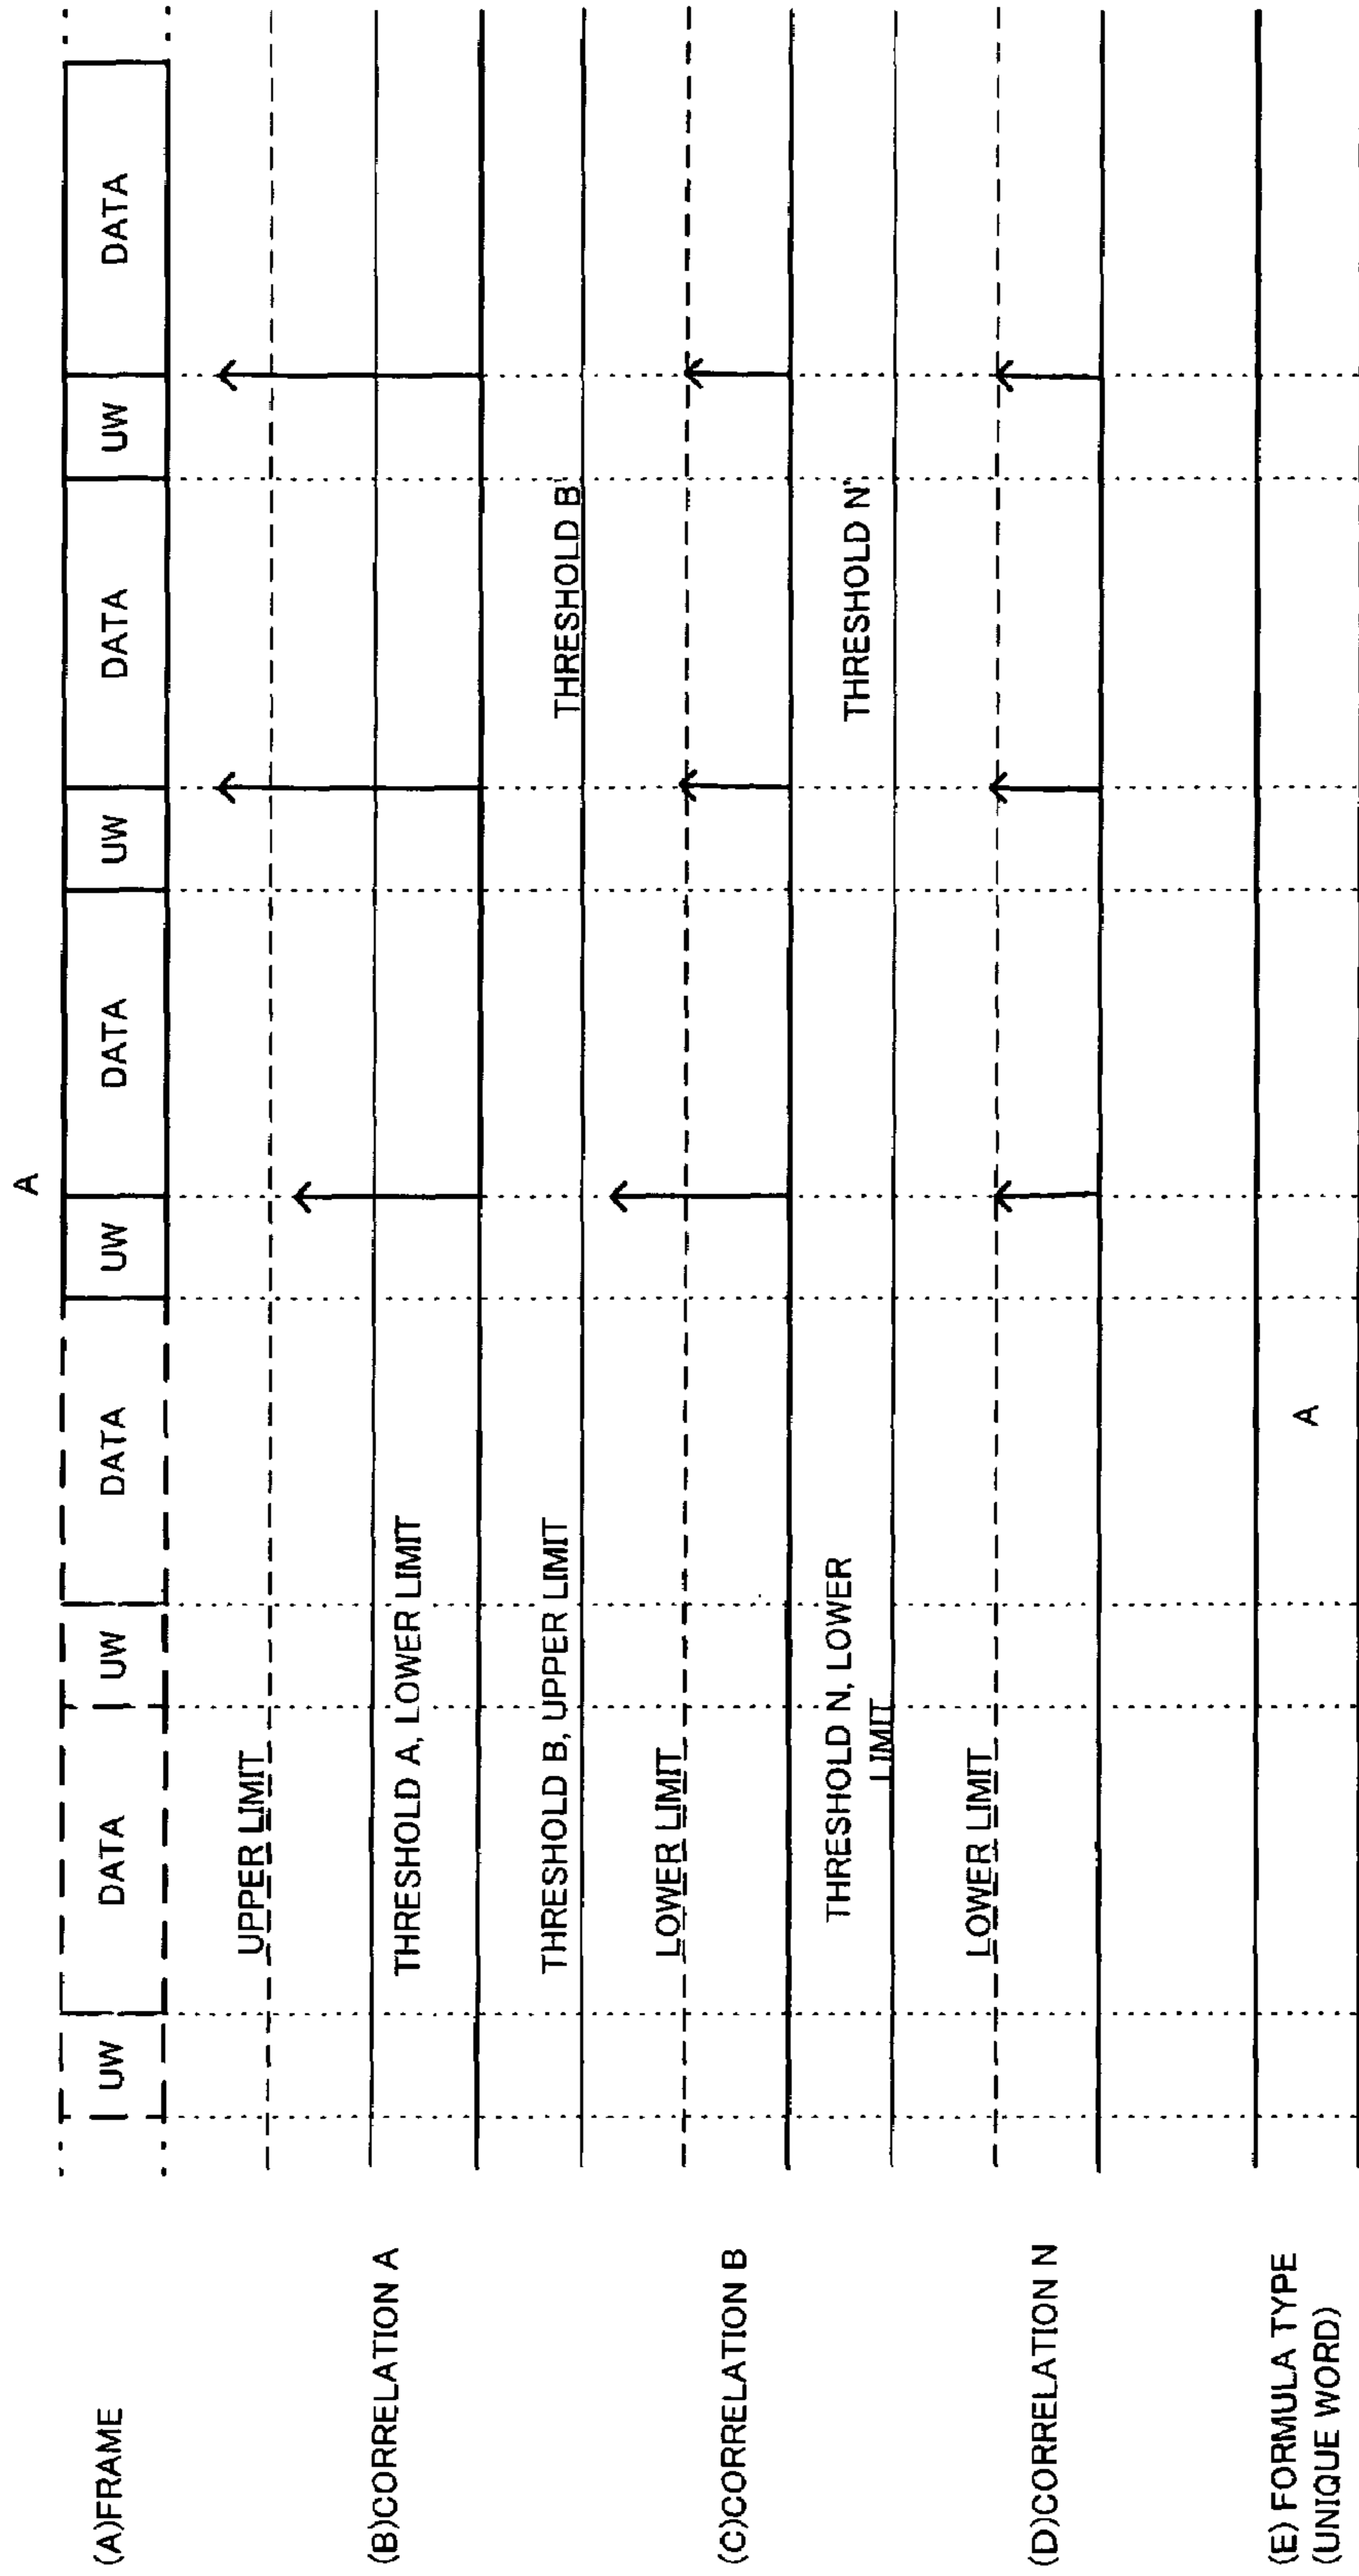 A
(A)FRAME
UW
DATA
UW
DATA
UW
DATA
UW
DATA
UW
DATA
(B)CORRELATION A
UPPER LIMIT
THRESHOLD A, LOWER LIMIT
(C)CORRELATION B
THRESHOLD B, UPPER LIMIT
THRESHOLD B'
LOWER LIMIT
(D)CORRELATION N
THRESHOLD N, LOWER
LIMIT
THRESHOLD N'
LOWER LIMIT
(E) FORMULA TYPE
(UNIQUE WORD)
A